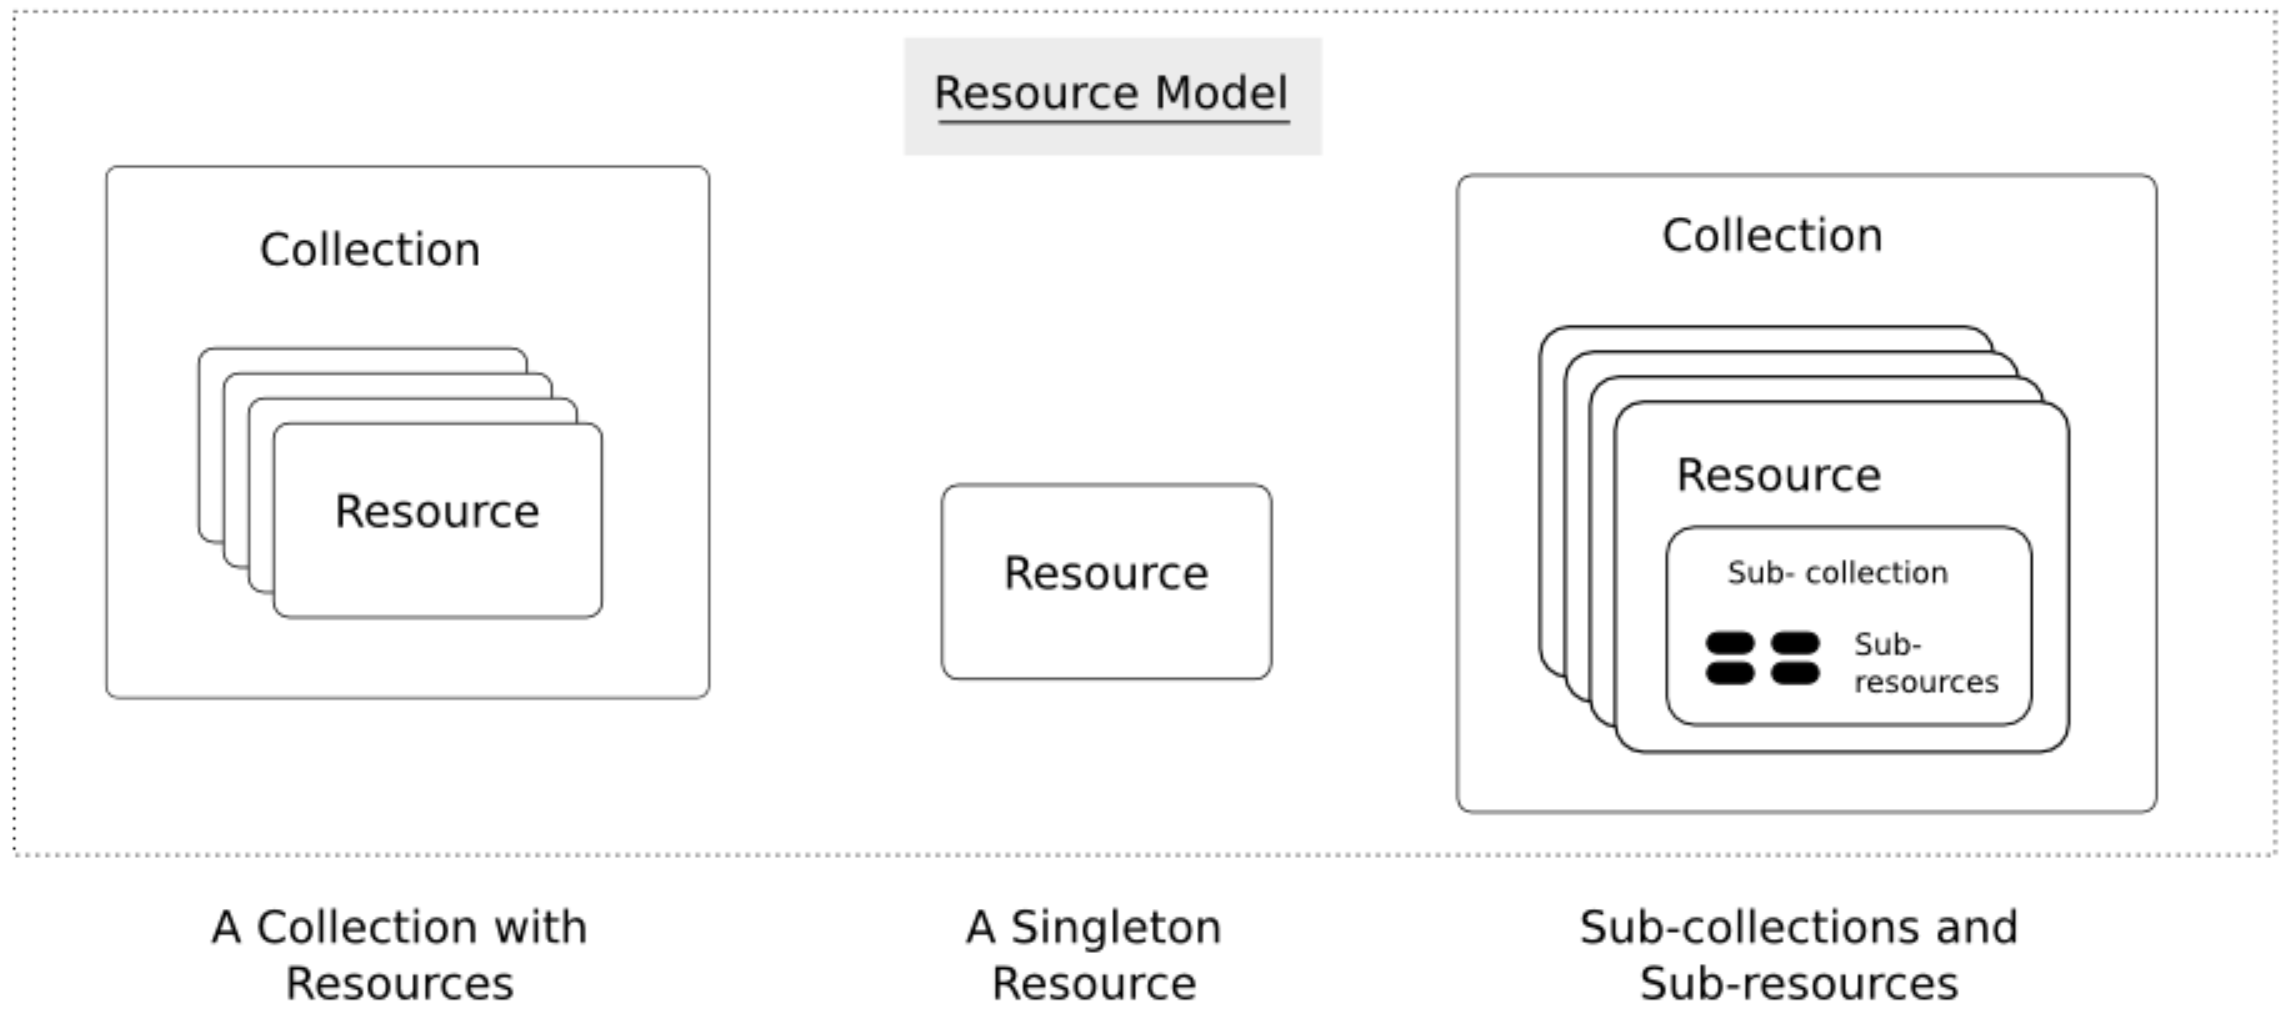 Resource Model
Collection
Resource
Resource
Collection
Resource
Sub- collection
Sub-
resources
A Collection with
Resources
A Singleton
Resource
Sub-collections and
Sub-resources